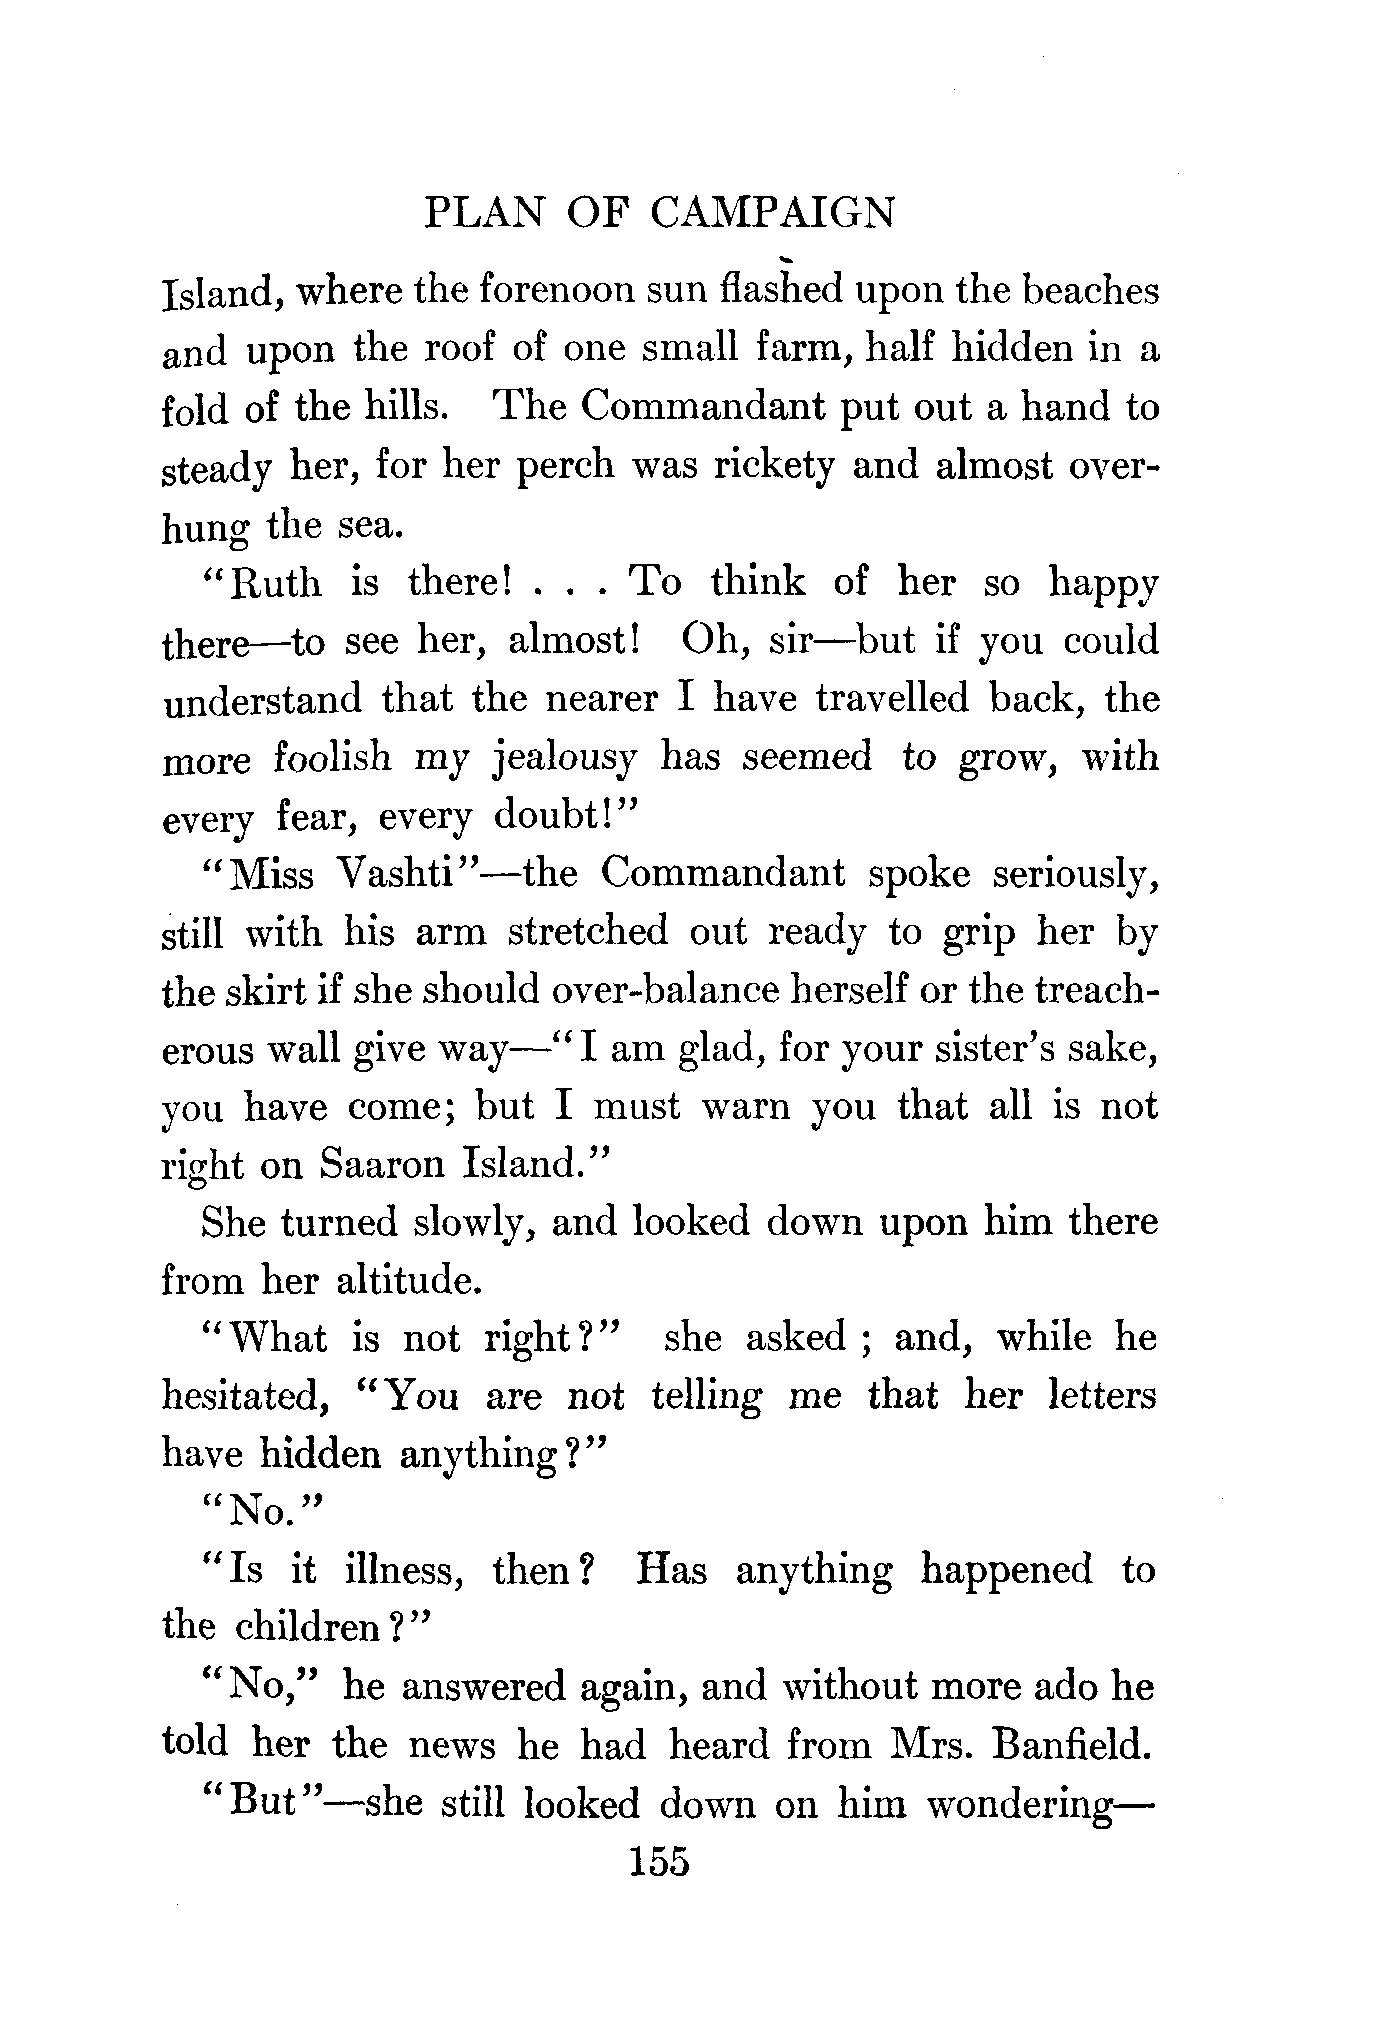 PLAN OF CAMPAIGN
Island, where the forenoon sun flashed upon the beaches
and upon the roof of one small farm, half hidden in a
fold of the hills. The Commandant put out a hand to
steady her, for her perch was rickety and almost over-
hung the sea.
"Ruth is there! . . . To think of her so happy
there—to see her, almost! Oh, sir—but if you could
understand that the nearer I have travelled back, the
more foolish my jealousy has seemed to grow, with
every fear, every doubt!"
"Miss Vashti"—the Commandant spoke seriously,
still with his arm stretched out ready to grip her by
the skirt if she should over-balance herself or the treach-
erous wall give way—"I am glad, for your sister's sake,
you have come; but I must warn you that all is not
right on Saaron Island."
She turned slowly, and looked down upon him there
from her altitude.
"What is not right?" she asked ; and, while he
hesitated, "You are not telling me that her letters
have hidden anything?"
"No."
"Is it illness, then? Has anything happened to
the children?"
"No," he answered again, and without more ado he
told her the news he had heard from Mrs. Banfield.
"But"—she still looked down on him wondering—
155